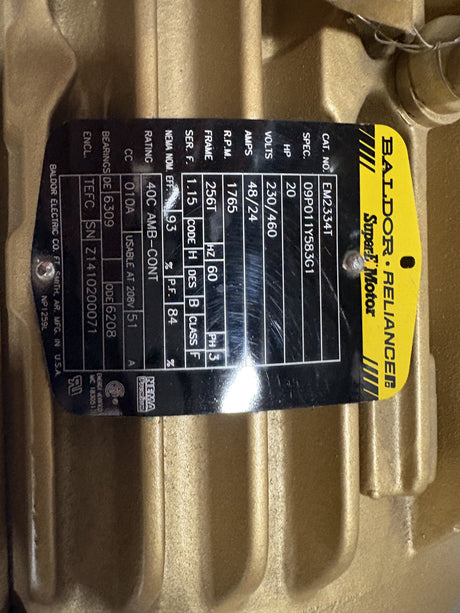 BALDOR • RELIANCE
Super-E Motor
CAT. NO. EM2334T
SPEC. 09P011Y583G1
HP 20
VOLTS 230/460
AMPS 48/24
R.P.M. 1765
FRAME 256T HZ 60 PH 3
SER. F. 1.15 CODE H DES B CLASS F
NEMA NOM. EFF. 93 % P.F. 84 %
RATING 40C AMB-CONT
CC 010A USABLE AT 208V 51 A
BEARINGS DE 6309 ODE 6208
ENCL. TEFC SN Z1410200071
BALDOR ELECTRIC CO. FT. SMITH, AR. MFG. IN U.S.A.
NP1259L
NEMA